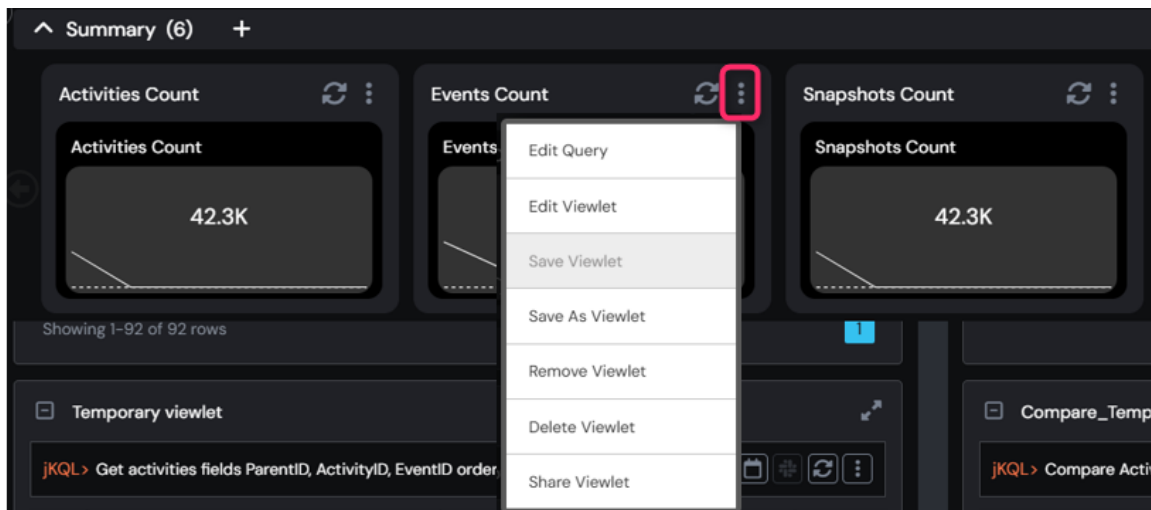 Summary (6) +
Activities Count
Events Count
Snapshots Count
Activities Count
Events
Snapshots Count
42.3K
42.3K
Edit Query
Edit Viewlet
Save Viewlet
Save As Viewlet
Remove Viewlet
Delete Viewlet
Share Viewlet
Showing 1-92 of 92 rows
1
Temporary viewlet
Compare_Temp
jKQL> Get activities fields ParentID, ActivityID, EventID order
jKQL> Compare Activ